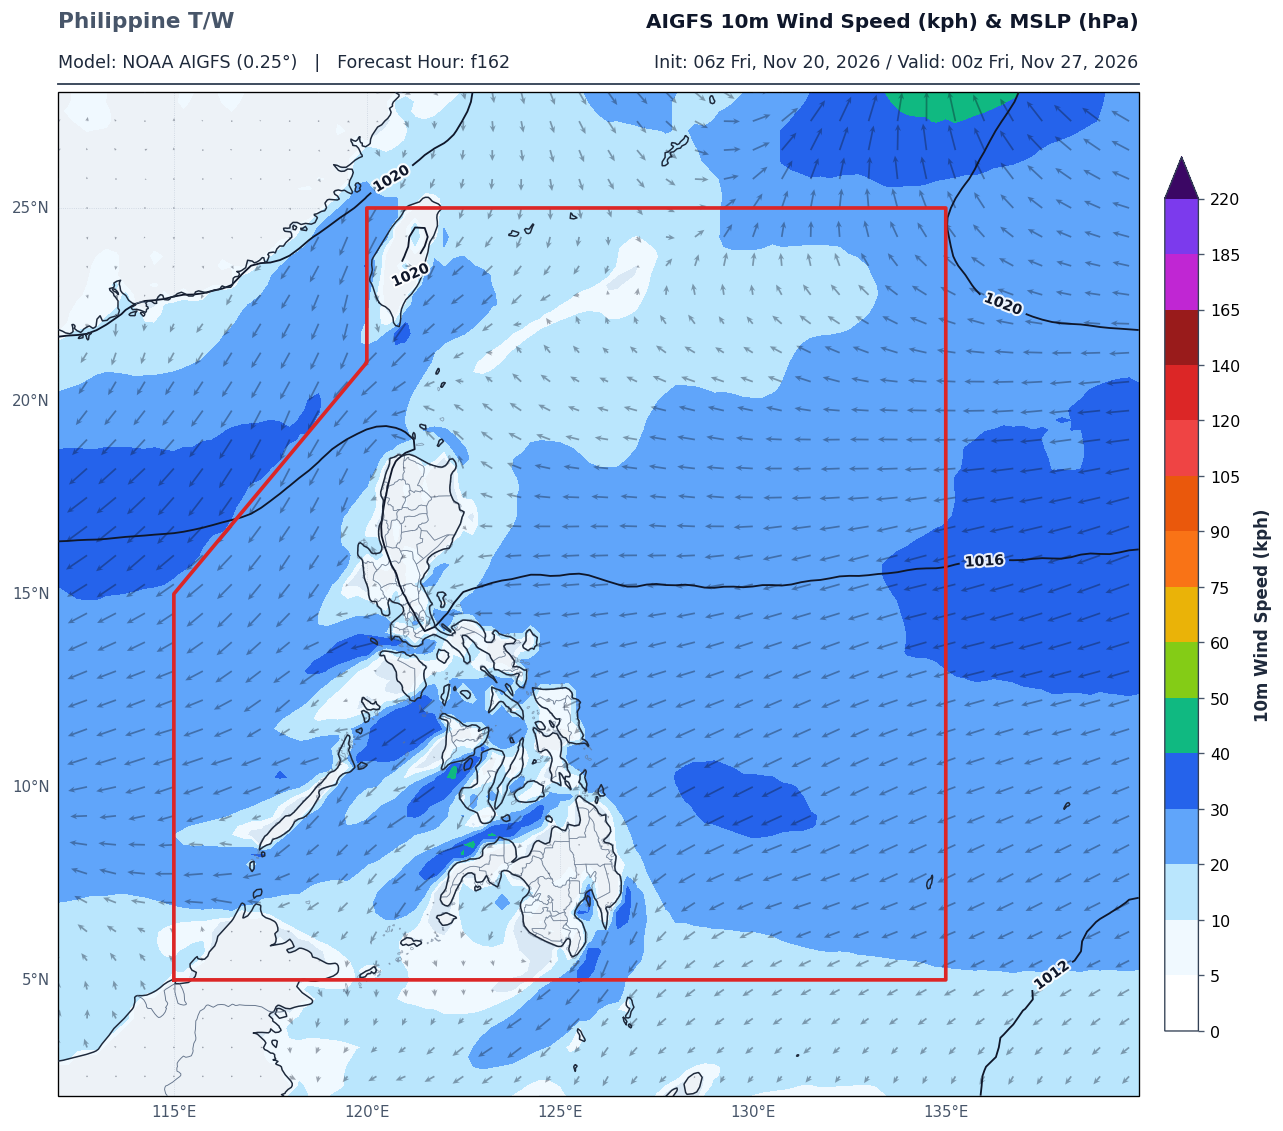 Philippine T/W
AIGFS 10m Wind Speed (kph) & MSLP (hPa)
Model: NOAA AIGFS (0.25°) | Forecast Hour: f162
Init: 06z Fri, Nov 20, 2026 / Valid: 00z Fri, Nov 27, 2026
1020
1020
1020
1016
1012
25°N
20°N
15°N
10°N
5°N
115°E
120°E
125°E
130°E
135°E
220
185
165
140
120
105
90
75
60
50
40
30
20
10
5
0
10m Wind Speed (kph)